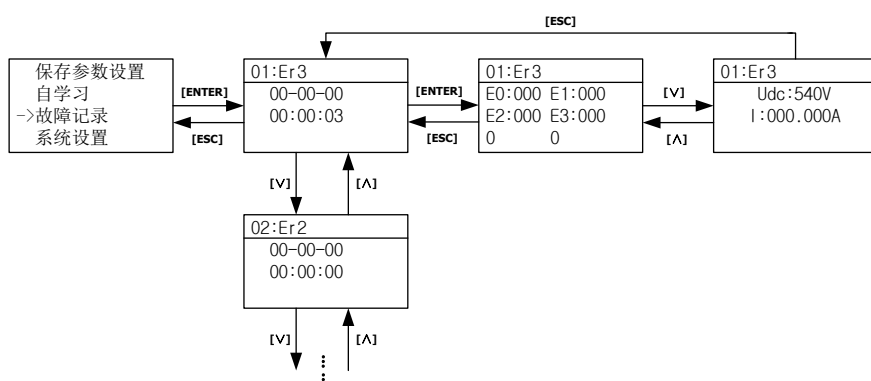 [ESC]
保存参数设置
自学习
->故障记录
系统设置
[ENTER]
[ESC]
01:Er3
00-00-00
00:00:03
[ENTER]
[ESC]
01:Er3
E0:000 E1:000
E2:000 E3:000
0 0
[∨]
[∧]
01:Er3
Udc:540V
I:000.000A
[∨]
[∧]
02:Er2
00-00-00
00:00:00
[∨]
[∧]